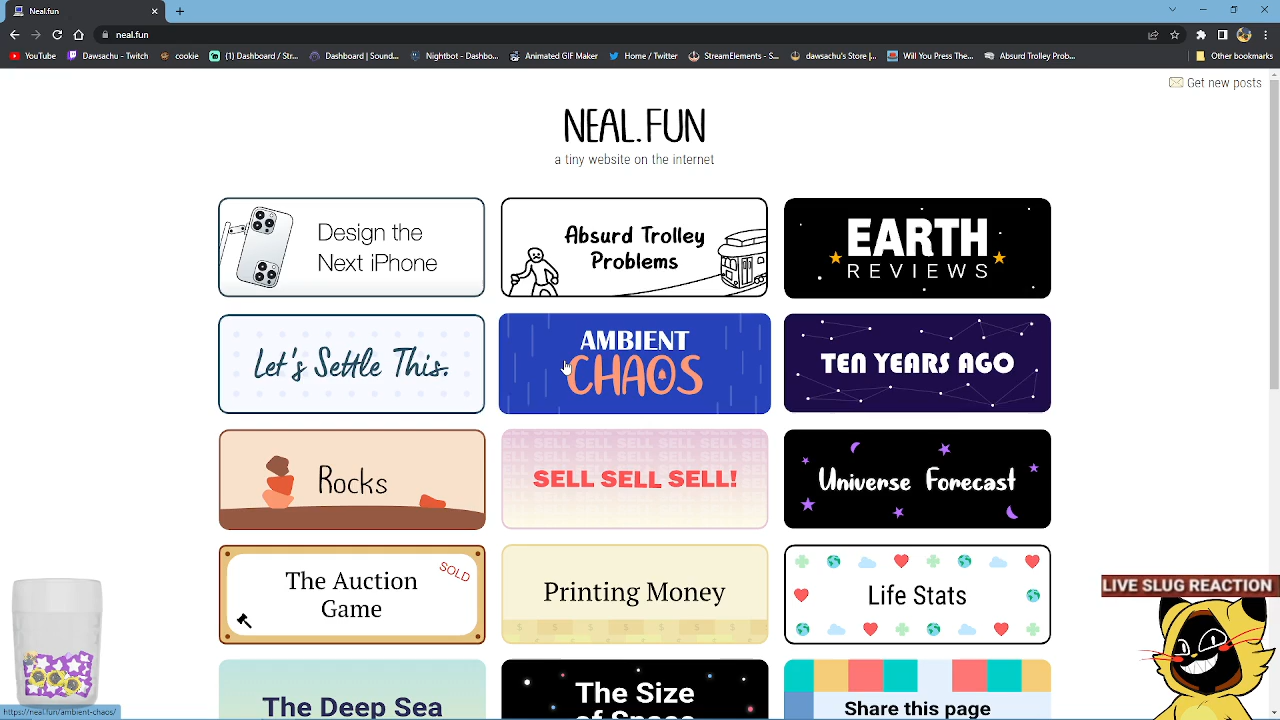 Neal.fun
neal.fun
YouTube
Dawsachu - Twitch
cookie
(1) Dashboard / Str...
Dashboard | Sound...
Nightbot - Dashbo...
Animated GIF Maker
Home / Twitter
StreamElements - S...
dawsachu's Store |...
Will You Press The...
Absurd Trolley Prob...
Other bookmarks
Get new posts
NEAL.FUN
a tiny website on the internet
Design the
Next iPhone
Absurd Trolley
Problems
EARTH
REVIEWS
Let's Settle This.
AMBIENT
CHAOS
TEN YEARS AGO
Rocks
SELL SELL SELL!
Universe Forecast
The Auction
Game
SOLD
Printing Money
Life Stats
LIVE SLUG REACTION
The Deep Sea
The Size
of Space
Share this page
https://neal.fun/ambient-chaos/